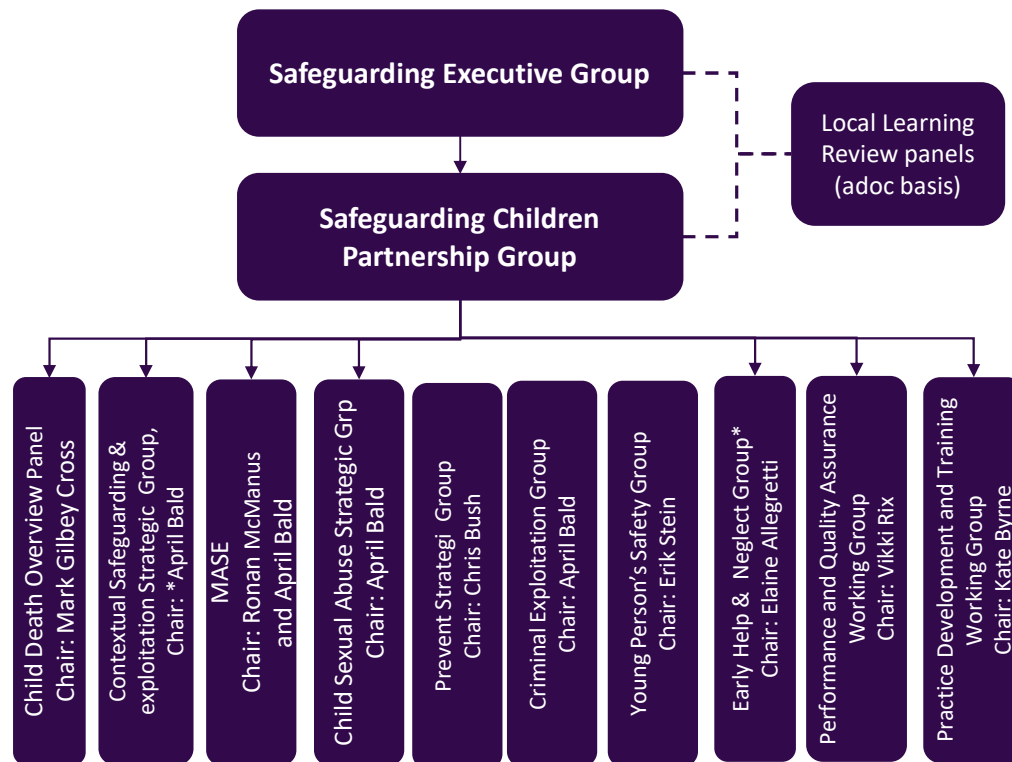 Safeguarding Executive Group
Local Learning
Review panels
(adoc basis)
Safeguarding Children
Partnership Group
Child Death Overview Panel
Chair: Mark Gilbey Cross
Contextual Safeguarding &
exploitation Strategic  Group,
Chair: *April Bald
MASE
Chair: Ronan McManus
and April Bald
Child Sexual Abuse Strategic Grp
Chair: April Bald
Prevent Strategi  Group
Chair: Chris Bush
Criminal Exploitation Group
Chair: April Bald
Young Person's Safety Group
Chair: Erik Stein
Early Help &  Neglect Group*
Chair: Elaine Allegretti
Performance and Quality Assurance
Working Group
Chair: Vikki Rix
Practice Development and Training
Working Group
Chair: Kate Byrne